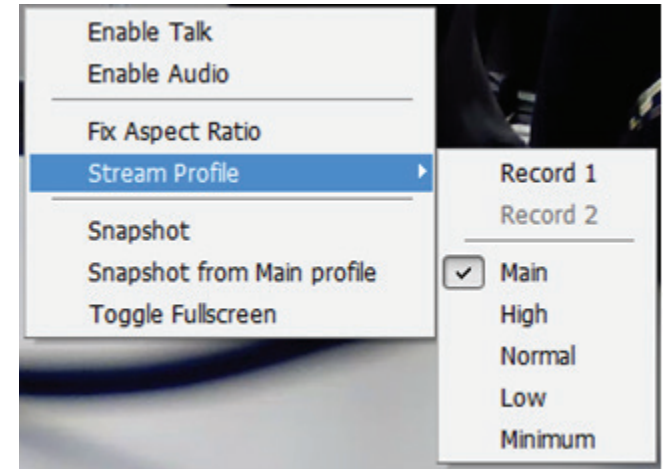 Enable Talk
Enable Audio
Fix Aspect Ratio
Stream Profile
Snapshot
Snapshot from Main profile
Toggle Fullscreen
Record 1
Record 2
Main
High
Normal
Low
Minimum